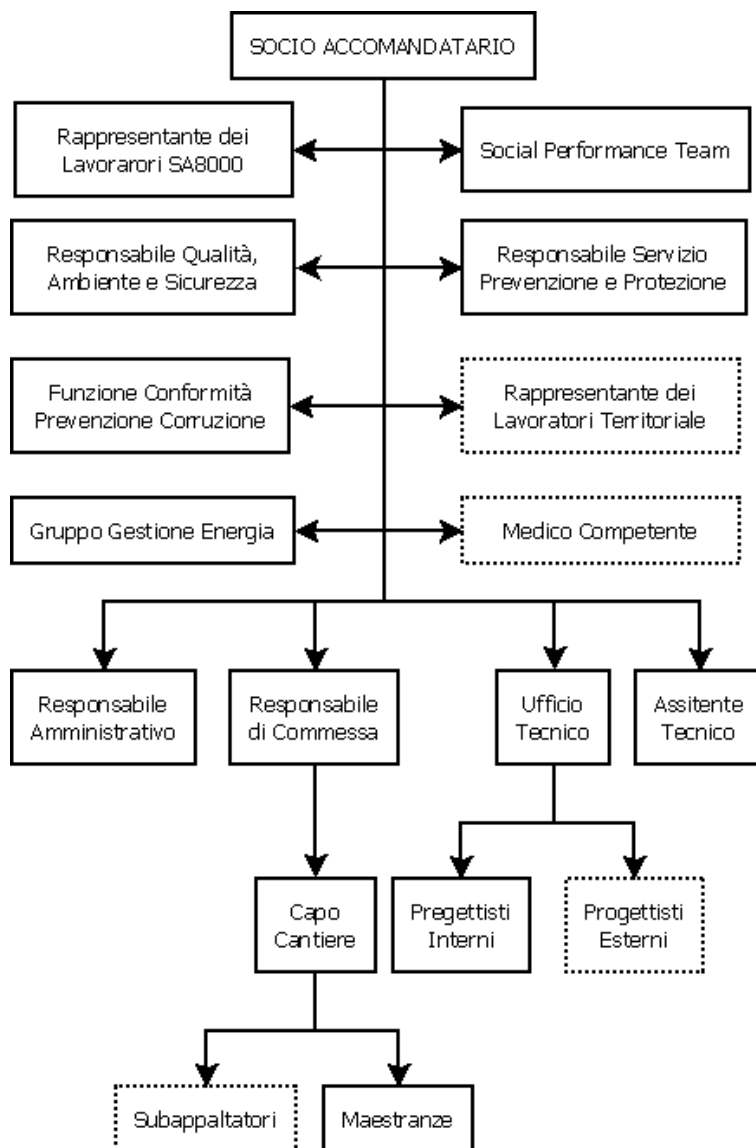 SOCIO ACCOMANDATARIO
Rappresentante dei
Lavorarori SA8000
Social Performance Team
Responsabile Qualità,
Ambiente e Sicurezza
Responsabile Servizio
Prevenzione e Protezione
Funzione Conformità
Prevenzione Corruzione
Rappresentante dei
Lavoratori Territoriale
Gruppo Gestione Energia
Medico Competente
Responsabile
Amministrativo
Responsabile
di Commessa
Ufficio
Tecnico
Assitente
Tecnico
Capo
Cantiere
Pregettisti
Interni
Progettisti
Esterni
Subappaltatori
Maestranze